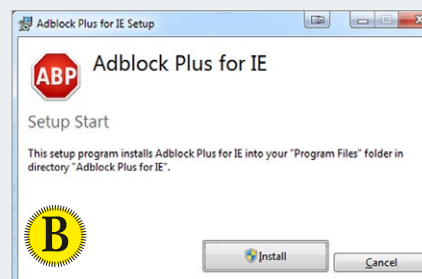 Adblock Plus for IE Setup
ABP
Adblock Plus for IE
Setup Start
This setup program installs Adblock Plus for IE into your "Program Files" folder in
directory "Adblock Plus for IE".
B
Install
Cancel